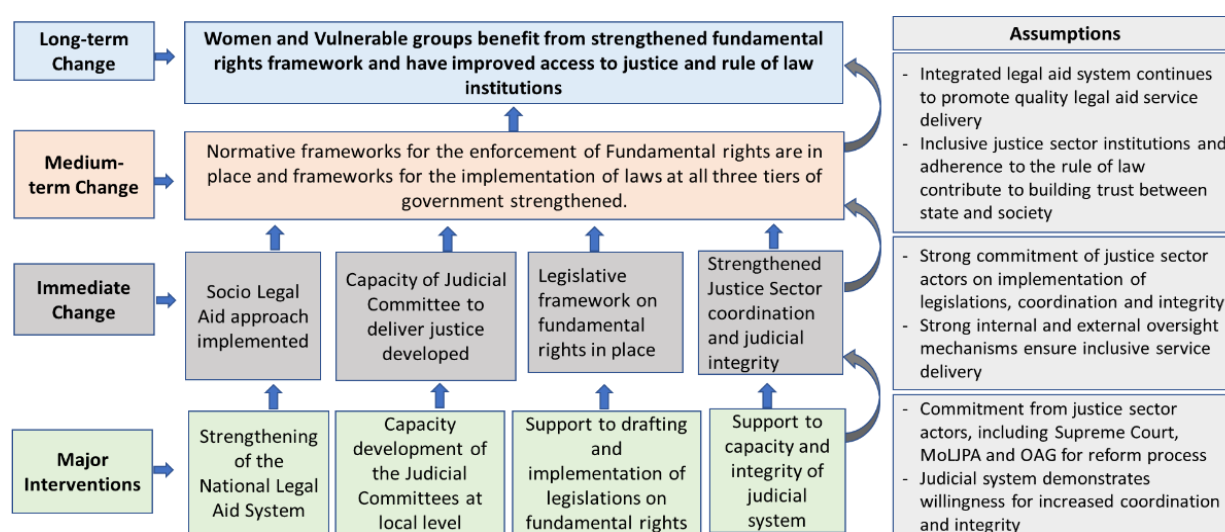 Long-term
Change
Women and Vulnerable groups benefit from strengthened fundamental
rights framework and have improved access to justice and rule of law
institutions
Medium-
term Change
Normative frameworks for the enforcement of Fundamental rights are in
place and frameworks for the implementation of laws at all three tiers of
government strengthened.
Immediate
Change
Socio Legal
Aid approach
implemented
Capacity of Judicial
Committee to
deliver justice
developed
Legislative
framework on
fundamental
rights in place
Strengthened
Justice Sector
coordination
and judicial
integrity
Major
Interventions
Strengthening
of the
National Legal
Aid System
Capacity
development of
the Judicial
Committees at
local level
Support to drafting
and
implementation of
legislations on
fundamental rights
Support to
capacity and
integrity of
judicial
system
Assumptions
- Integrated legal aid system continues
to promote quality legal aid service
delivery
- Inclusive justice sector institutions and
adherence to the rule of law
contribute to building trust between
state and society
- Strong commitment of justice sector
actors on implementation of
legislations, coordination and integrity
- Strong internal and external oversight
mechanisms ensure inclusive service
delivery
- Commitment from justice sector
actors, including Supreme Court,
MoLJPA and OAG for reform process
- Judicial system demonstrates
willingness for increased coordination
and integrity